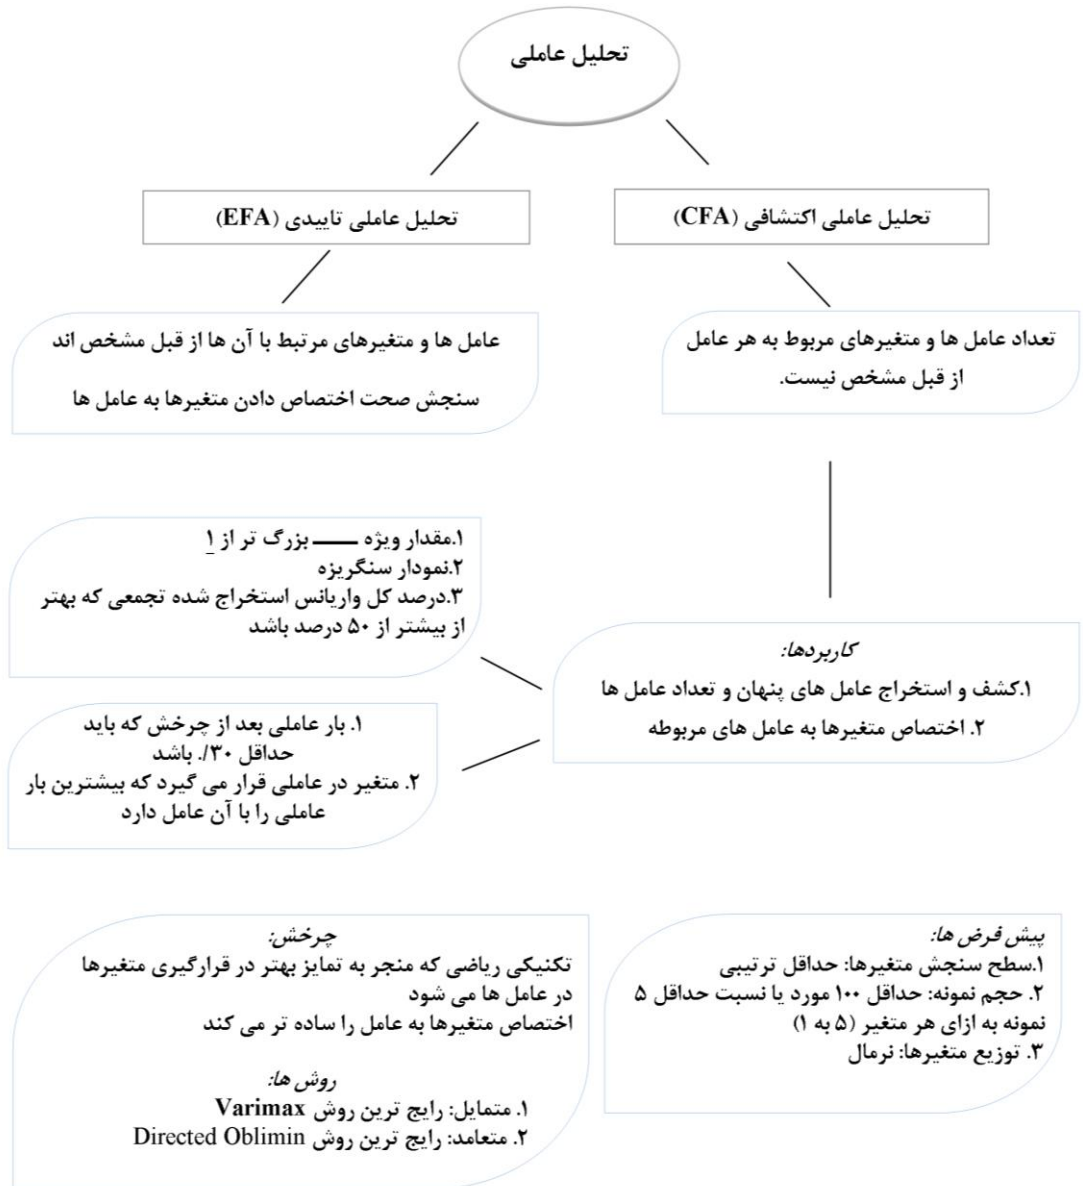 تحلیل عاملی
تحلیل عاملی اکتشافی (CFA)
تحلیل عاملی تاییدی (EFA)
تعداد عامل ها و متغیرهای مربوط به هر عامل
از قبل مشخص نیست.
عامل ها و متغیرهای مرتبط با آن ها از قبل مشخص اند
سنجش صحت اختصاص دادن متغیرها به عامل ها
کاربردها:
۱.کشف و استخراج عامل های پنهان و تعداد عامل ها
۲. اختصاص متغیرها به عامل های مربوطه
۱.مقدار ویژه ــــــ بزرگ تر از ۱
۲.نمودار سنگریزه
۳.درصد کل واریانس استخراج شده تجمعی که بهتر
از بیشتر از ۵۰ درصد باشد
۱. بار عاملی بعد از چرخش که باید
حداقل ۳۰/. باشد
۲. متغیر در عاملی قرار می گیرد که بیشترین بار
عاملی را با آن عامل دارد
پیش فرض ها:
۱.سطح سنجش متغیرها: حداقل ترتیبی
۲. حجم نمونه: حداقل ۱۰۰ مورد یا نسبت حداقل ۵
نمونه به ازای هر متغیر (۵ به ۱)
۳. توزیع متغیرها: نرمال
چرخش:
تکنیکی ریاضی که منجر به تمایز بهتر در قرارگیری متغیرها
در عامل ها می شود
اختصاص متغیرها به عامل را ساده تر می کند
روش ها:
۱. متمایل: رایج ترین روش Varimax
۲. متعامد: رایج ترین روش Directed Oblimin